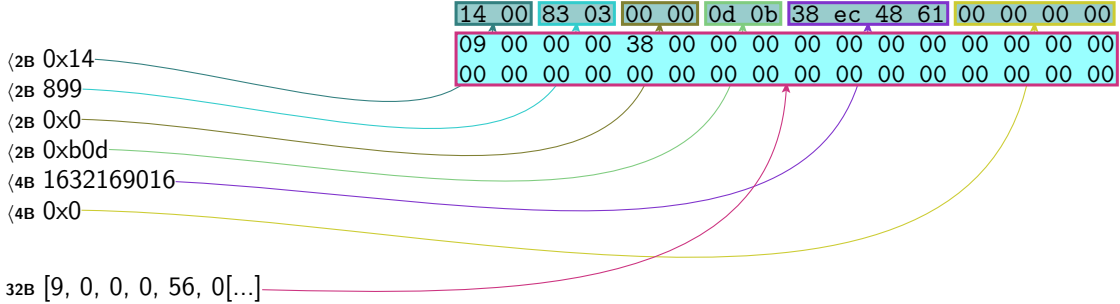 14 00 83 03 00 00 0d 0b 38 ec 48 61 00 00 00 00
09 00 00 00 38 00 00 00 00 00 00 00 00 00 00 00
00 00 00 00 00 00 00 00 00 00 00 00 00 00 00 00
⟨2B 0x14
⟨2B 899
⟨2B 0x0
⟨2B 0xb0d
⟨4B 1632169016
⟨4B 0x0
32B [9, 0, 0, 0, 56, 0[...]